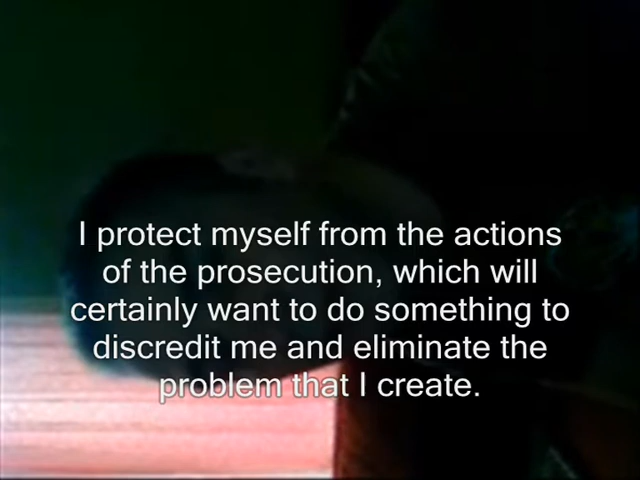 I protect myself from the actions
of the prosecution, which will
certainly want to do something to
discredit me and eliminate the
problem that I create.